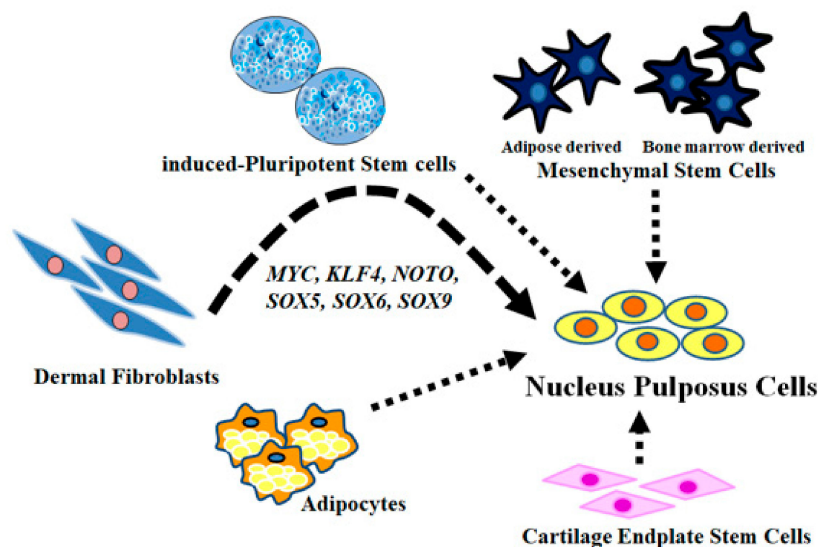 induced-Pluripotent Stem cells
Adipose derived
Bone marrow derived
Mesenchymal Stem Cells
MYC, KLF4, NOTO,
SOX5, SOX6, SOX9
Dermal Fibroblasts
Nucleus Pulposus Cells
Adipocytes
Cartilage Endplate Stem Cells